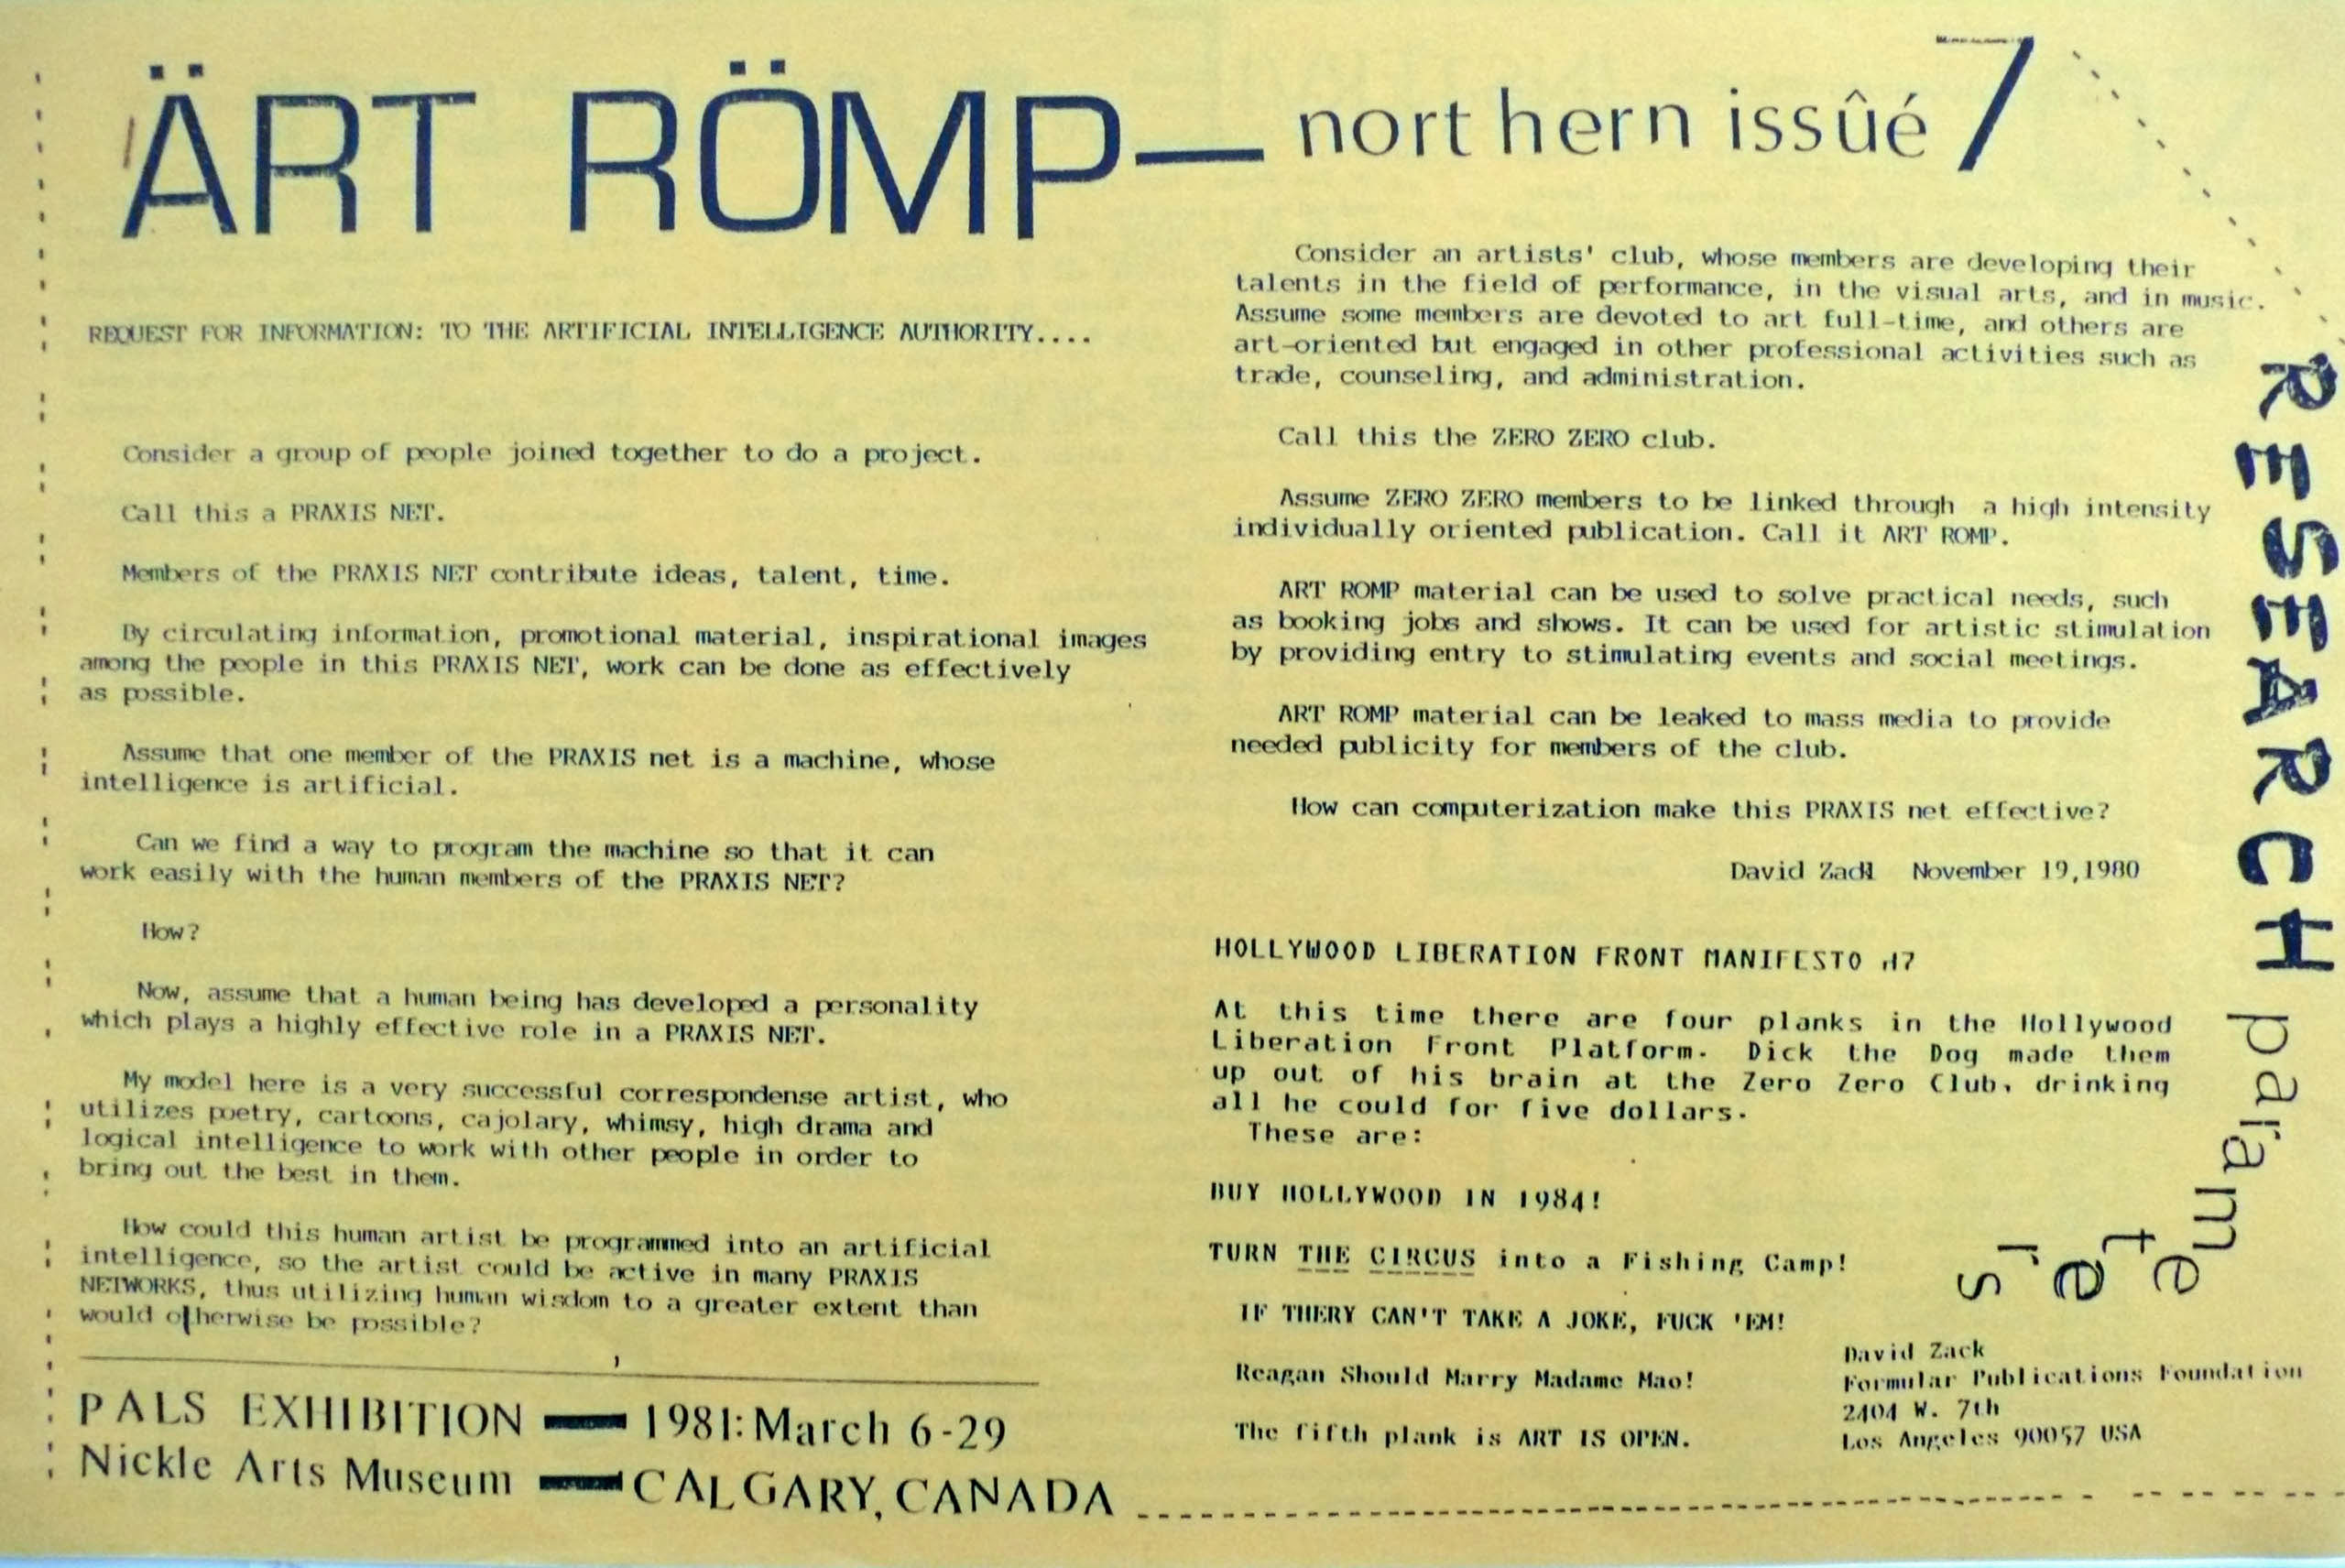 ÄRT RÖMP— northern issûé 7
REQUEST FOR INFORMATION: TO THE ARTIFICIAL INTELLIGENCE AUTHORITY....
Consider a group of people joined together to do a project.
Call this a PRAXIS NET.
Members of the PRAXIS NET contribute ideas, talent, time.
By circulating information, promotional material, inspirational images
among the people in this PRAXIS NET, work can be done as effectively
as possible.
Assume that one member of the PRAXIS net is a machine, whose
intelligence is artificial.
Can we find a way to program the machine so that it can
work easily with the human members of the PRAXIS NET?
How?
Now, assume that a human being has developed a personality
which plays a highly effective role in a PRAXIS NET.
My model here is a very successful correspondense artist, who
utilizes poetry, cartoons, cajolary, whimsy, high drama and
logical intelligence to work with other people in order to
bring out the best in them.
How could this human artist be programmed into an artificial
intelligence, so the artist could be active in many PRAXIS
NETWORKS, thus utilizing human wisdom to a greater extent than
would otherwise be possible?
PALS EXHIBITION — 1981: March 6-29
Nickle Arts Museum — CALGARY, CANADA
Consider an artists' club, whose members are developing their
talents in the field of performance, in the visual arts, and in music.
Assume some members are devoted to art full-time, and others are
art-oriented but engaged in other professional activities such as
trade, counseling, and administration.
Call this the ZERO ZERO club.
Assume ZERO ZERO members to be linked through a high intensity
individually oriented publication. Call it ART ROMP.
ART ROMP material can be used to solve practical needs, such
as booking jobs and shows. It can be used for artistic stimulation
by providing entry to stimulating events and social meetings.
ART ROMP material can be leaked to mass media to provide
needed publicity for members of the club.
How can computerization make this PRAXIS net effective?
David November 19,1980
HOLLYWOOD LIBERATION FRONT MANIFESTO
At this time there are four planks in the Hollywood
Liberation Front Platform. Dick the Dog made them
up out of his brain at the Zero Zero Club, drinking
all he could for five dollars.
These are:
BUY HOLLYWOOD IN 1984!
TURN THE CIRCUS into a Fishing Camp!
IF THERY CAN'T TAKE A JOKE, FUCK 'EM!
Reagan Should Marry Madame Mao!
The fifth plank is ART IS OPEN.
David Zack
Formular Publications Foundation
2404 W. 7th
Los Angeles 90057 USA
RESEARCH parameters